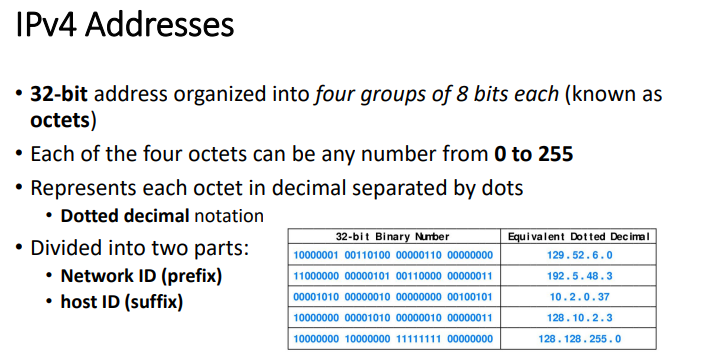 IPv4 Addresses
• 32-bit address organized into four groups of 8 bits each (known as
octets)
• Each of the four octets can be any number from 0 to 255
• Represents each octet in decimal separated by dots
• Dotted decimal notation
• Divided into two parts:
• Network ID (prefix)
• host ID (suffix)
32-bit Binary Number Equivalent Dotted Decimal
10000001 00110100 00000110 00000000 129.52.6.0
11000000 00000101 00110000 00000011 192.5.48.3
00001010 00000010 00000000 00100101 10.2.0.37
10000000 00001010 00000010 00000011 128.10.2.3
10000000 10000000 11111111 00000000 128.128.255.0